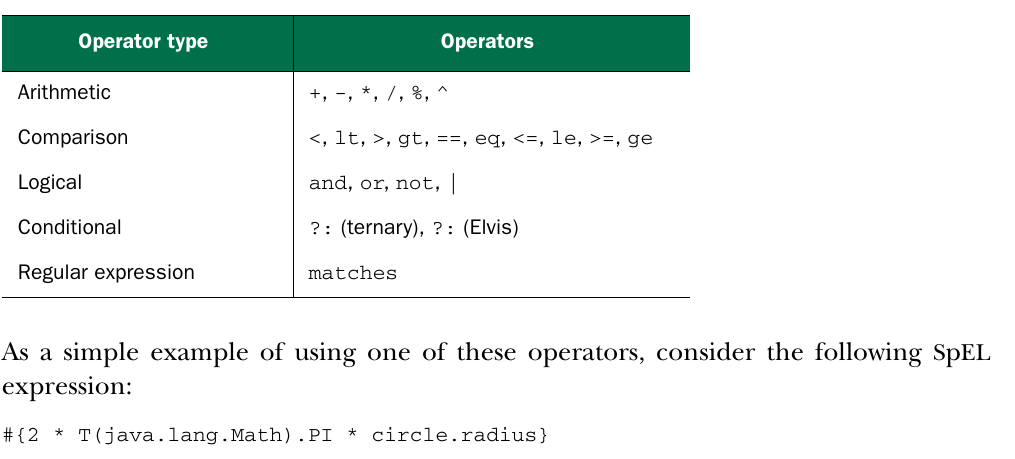 Operator type Operators
Arithmetic +, -, *, /, %, ^
Comparison <, lt, >, gt, ==, eq, <=, le, >=, ge
Logical and, or, not, |
Conditional ?: (ternary), ?: (Elvis)
Regular expression matches
As a simple example of using one of these operators, consider the following SpEL
expression:
#{2 * T(java.lang.Math).PI * circle.radius}